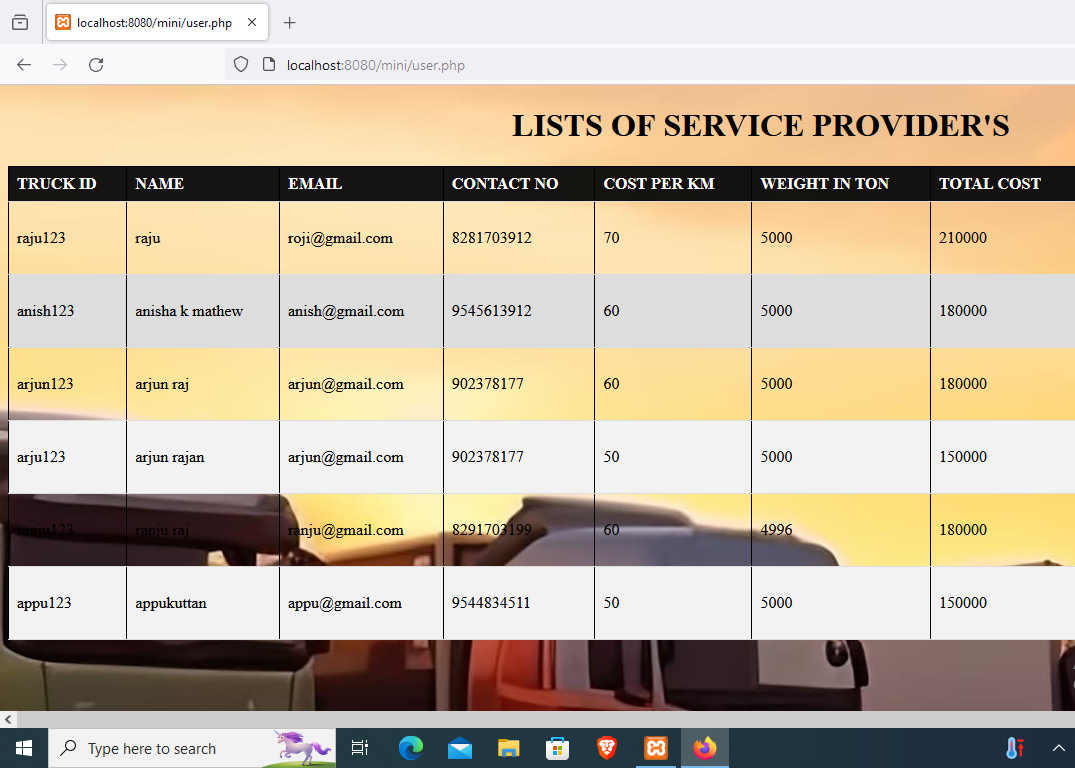 localhost:8080/mini/user.php
localhost:8080/mini/user.php
LISTS OF SERVICE PROVIDER'S
TRUCK ID NAME EMAIL CONTACT NO COST PER KM WEIGHT IN TON TOTAL COST
raju123 raju roji@gmail.com 8281703912 70 5000 210000
anish123 anisha k mathew anish@gmail.com 9545613912 60 5000 180000
arjun123 arjun raj arjun@gmail.com 902378177 60 5000 180000
arju123 arjun rajan arjun@gmail.com 902378177 50 5000 150000
ranju123 ranju raj ranju@gmail.com 8291703199 60 4996 180000
appu123 appukuttan appu@gmail.com 9544834511 50 5000 150000
Type here to search